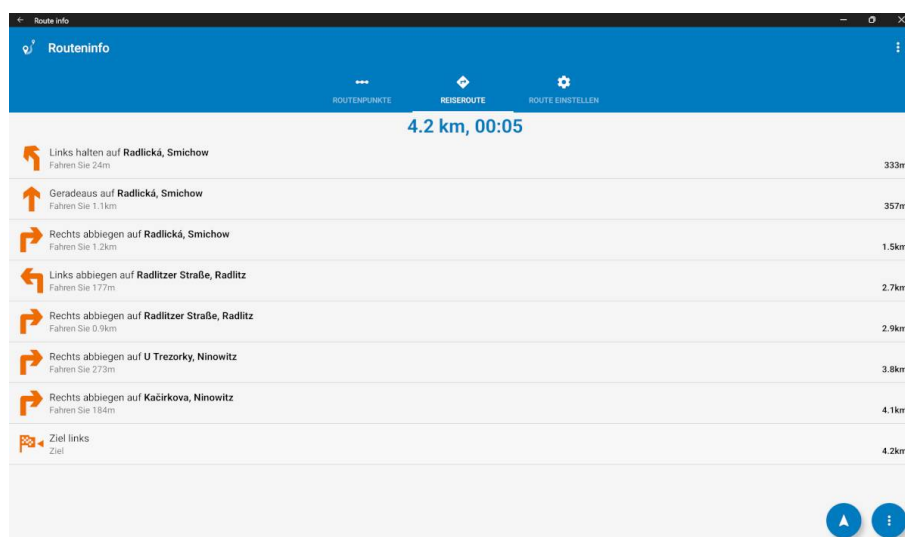 Route info
Routeninfo
ROUTENPUNKTE
REISEROUTE
ROUTE EINSTELLEN
4.2 km, 00:05
Links halten auf Radlická, Smichow
Fahren Sie 24m
333m
Geradeaus auf Radlická, Smichow
Fahren Sie 1.1km
357m
Rechts abbiegen auf Radlická, Smichow
Fahren Sie 1.2km
1.5km
Links abbiegen auf Radlitzer Straße, Radlitz
Fahren Sie 177m
2.7km
Rechts abbiegen auf Radlitzer Straße, Radlitz
Fahren Sie 0.9km
2.9km
Rechts abbiegen auf U Trezorky, Ninowitz
Fahren Sie 273m
3.8km
Rechts abbiegen auf Kačirkova, Ninowitz
Fahren Sie 184m
4.1km
Ziel links
Ziel
4.2km